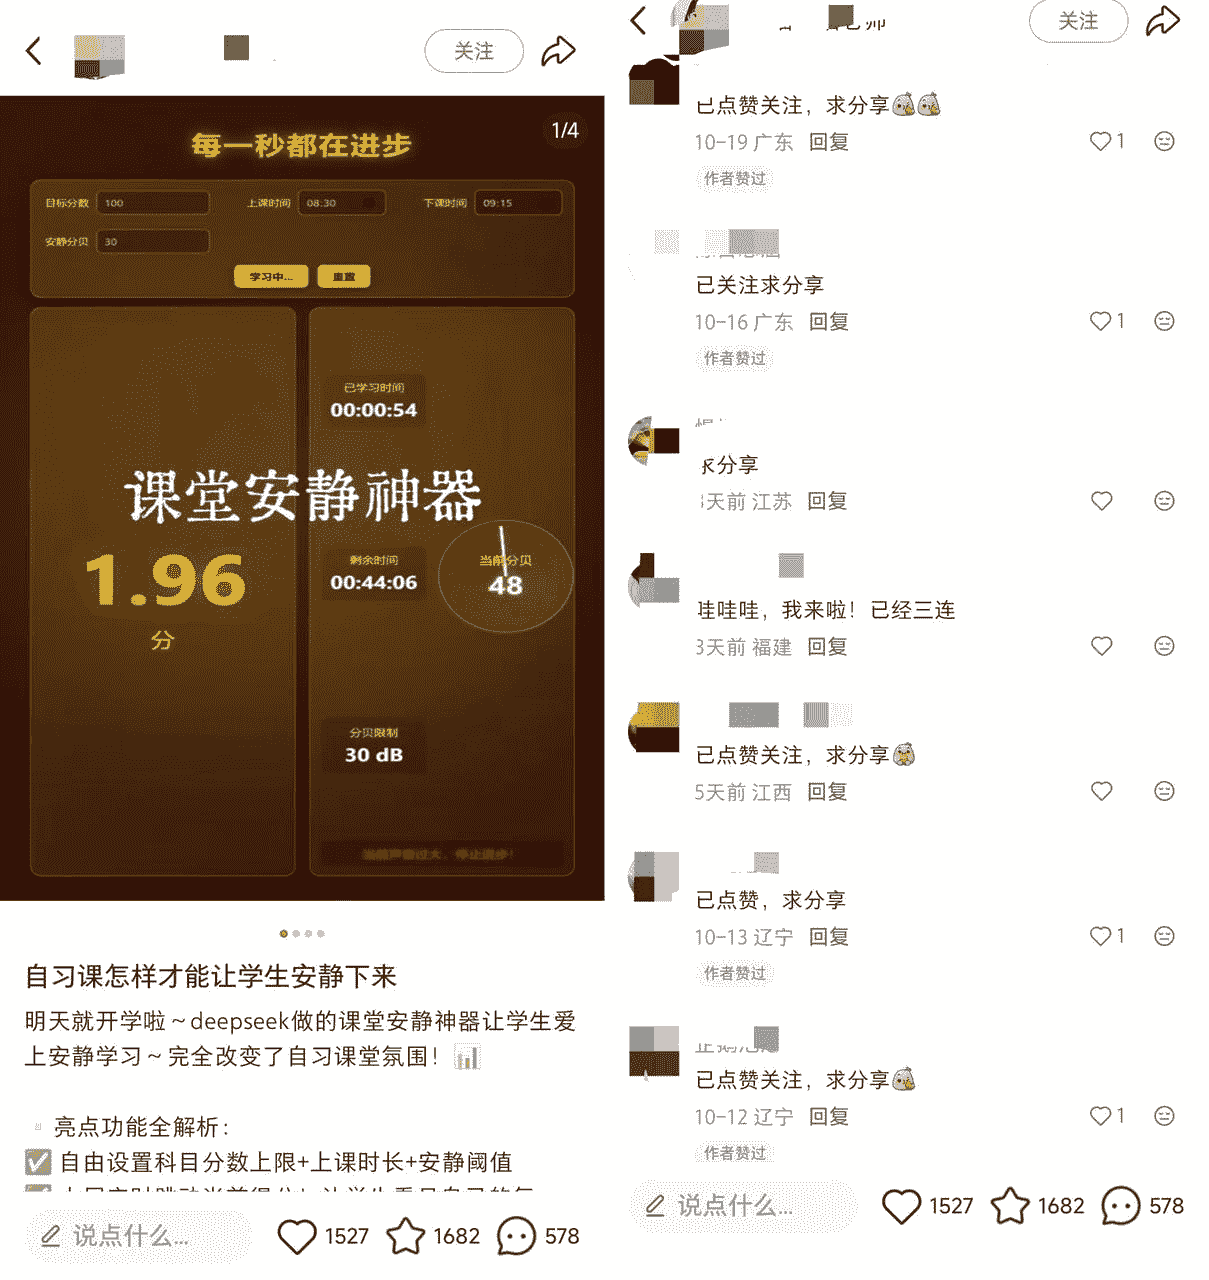 关注
1/4
每一秒都在进步
目标分数 100
上课时间 08:30
下课时间 09:15
安静分贝 30
学习中...
重置
已学习时间
00:00:54
课堂安静神器
1.96
分
剩余时间
00:44:06
当前分贝
48
分贝限制
30 dB
当前声音过大，停止进步！
自习课怎样才能让学生安静下来
明天就开学啦～deepseek做的课堂安静神器让学生爱
上安静学习～完全改变了自习课堂氛围！
亮点功能全解析：
自由设置科目分数上限+上课时长+安静阈值
说点什么...
1527
1682
578
关注
已点赞关注，求分享
10-19 广东 回复
1
作者赞过
已关注求分享
10-16 广东 回复
1
作者赞过
求分享
天前 江苏 回复
哇哇哇，我来啦！已经三连
3天前 福建 回复
已点赞关注，求分享
5天前 江西 回复
已点赞，求分享
10-13 辽宁 回复
1
作者赞过
已点赞关注，求分享
10-12 辽宁 回复
1
作者赞过
说点什么...
1527
1682
578